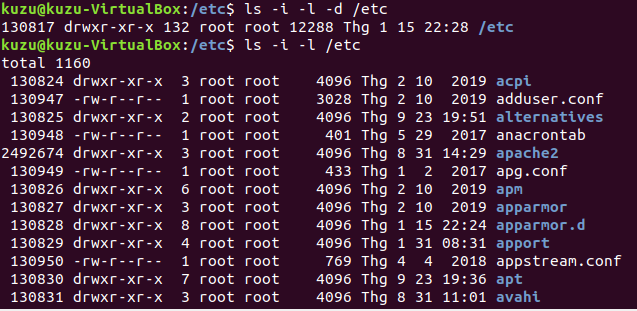 kuzu@kuzu-VirtualBox:/etc$ ls -i -l -d /etc
130817 drwxr-xr-x 132 root root 12288 Thg 1 15 22:28 /etc
kuzu@kuzu-VirtualBox:/etc$ ls -i -l /etc
total 1160
130824 drwxr-xr-x 3 root root 4096 Thg 2 10 2019 acpi
130947 -rw-r--r-- 1 root root 3028 Thg 2 10 2019 adduser.conf
130825 drwxr-xr-x 2 root root 4096 Thg 9 23 19:51 alternatives
130948 -rw-r--r-- 1 root root 401 Thg 5 29 2017 anacrontab
2492674 drwxr-xr-x 3 root root 4096 Thg 8 31 14:29 apache2
130949 -rw-r--r-- 1 root root 433 Thg 1 2 2017 apg.conf
130826 drwxr-xr-x 6 root root 4096 Thg 2 10 2019 apm
130827 drwxr-xr-x 3 root root 4096 Thg 2 10 2019 apparmor
130828 drwxr-xr-x 8 root root 4096 Thg 1 15 22:24 apparmor.d
130829 drwxr-xr-x 4 root root 4096 Thg 1 31 08:31 apport
130950 -rw-r--r-- 1 root root 769 Thg 4 4 2018 appstream.conf
130830 drwxr-xr-x 7 root root 4096 Thg 9 23 19:36 apt
130831 drwxr-xr-x 3 root root 4096 Thg 8 31 11:01 avahi